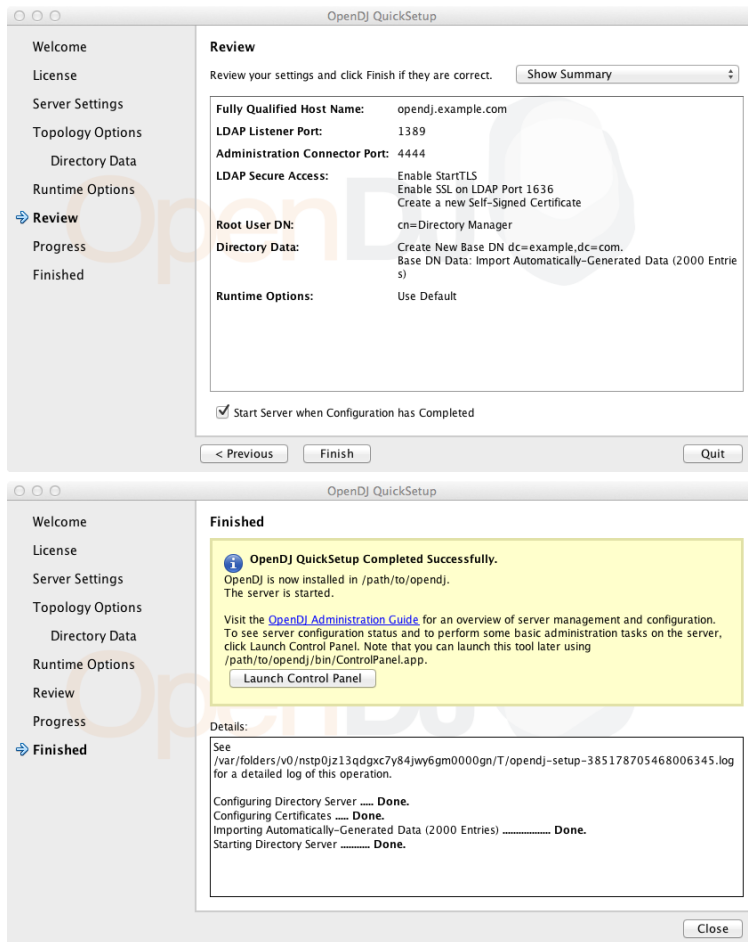 OpenDJ QuickSetup
Welcome
License
Server Settings
Topology Options
Directory Data
Runtime Options
Review
Progress
Finished
Review
Review your settings and click Finish if they are correct. Show Summary
Fully Qualified Host Name: opendj.example.com
LDAP Listener Port: 1389
Administration Connector Port: 4444
LDAP Secure Access: Enable StartTLS
Enable SSL on LDAP Port 1636
Create a new Self-Signed Certificate
Root User DN: cn=Directory Manager
Directory Data: Create New Base DN dc=example,dc=com.
Base DN Data: Import Automatically-Generated Data (2000 Entrie
s)
Runtime Options: Use Default
OpenDJ
Start Server when Configuration has Completed
< Previous Finish Quit
OpenDJ QuickSetup
Welcome
License
Server Settings
Topology Options
Directory Data
Runtime Options
Review
Progress
Finished
Finished
OpenDJ QuickSetup Completed Successfully.
OpenDJ is now installed in /path/to/opendj.
The server is started.
Visit the OpenDJ Administration Guide for an overview of server management and configuration.
To see server configuration status and to perform some basic administration tasks on the server,
click Launch Control Panel. Note that you can launch this tool later using
/path/to/opendj/bin/ControlPanel.app.
Launch Control Panel
OpenDJ
Details:
See
/var/folders/v0/nstp0jz13qdgxc7y84jwy6gm0000gn/T/opendj-setup-385178705468006345.log
for a detailed log of this operation.
Configuring Directory Server ..... Done.
Configuring Certificates ..... Done.
Importing Automatically-Generated Data (2000 Entries) .................. Done.
Starting Directory Server ........... Done.
Close